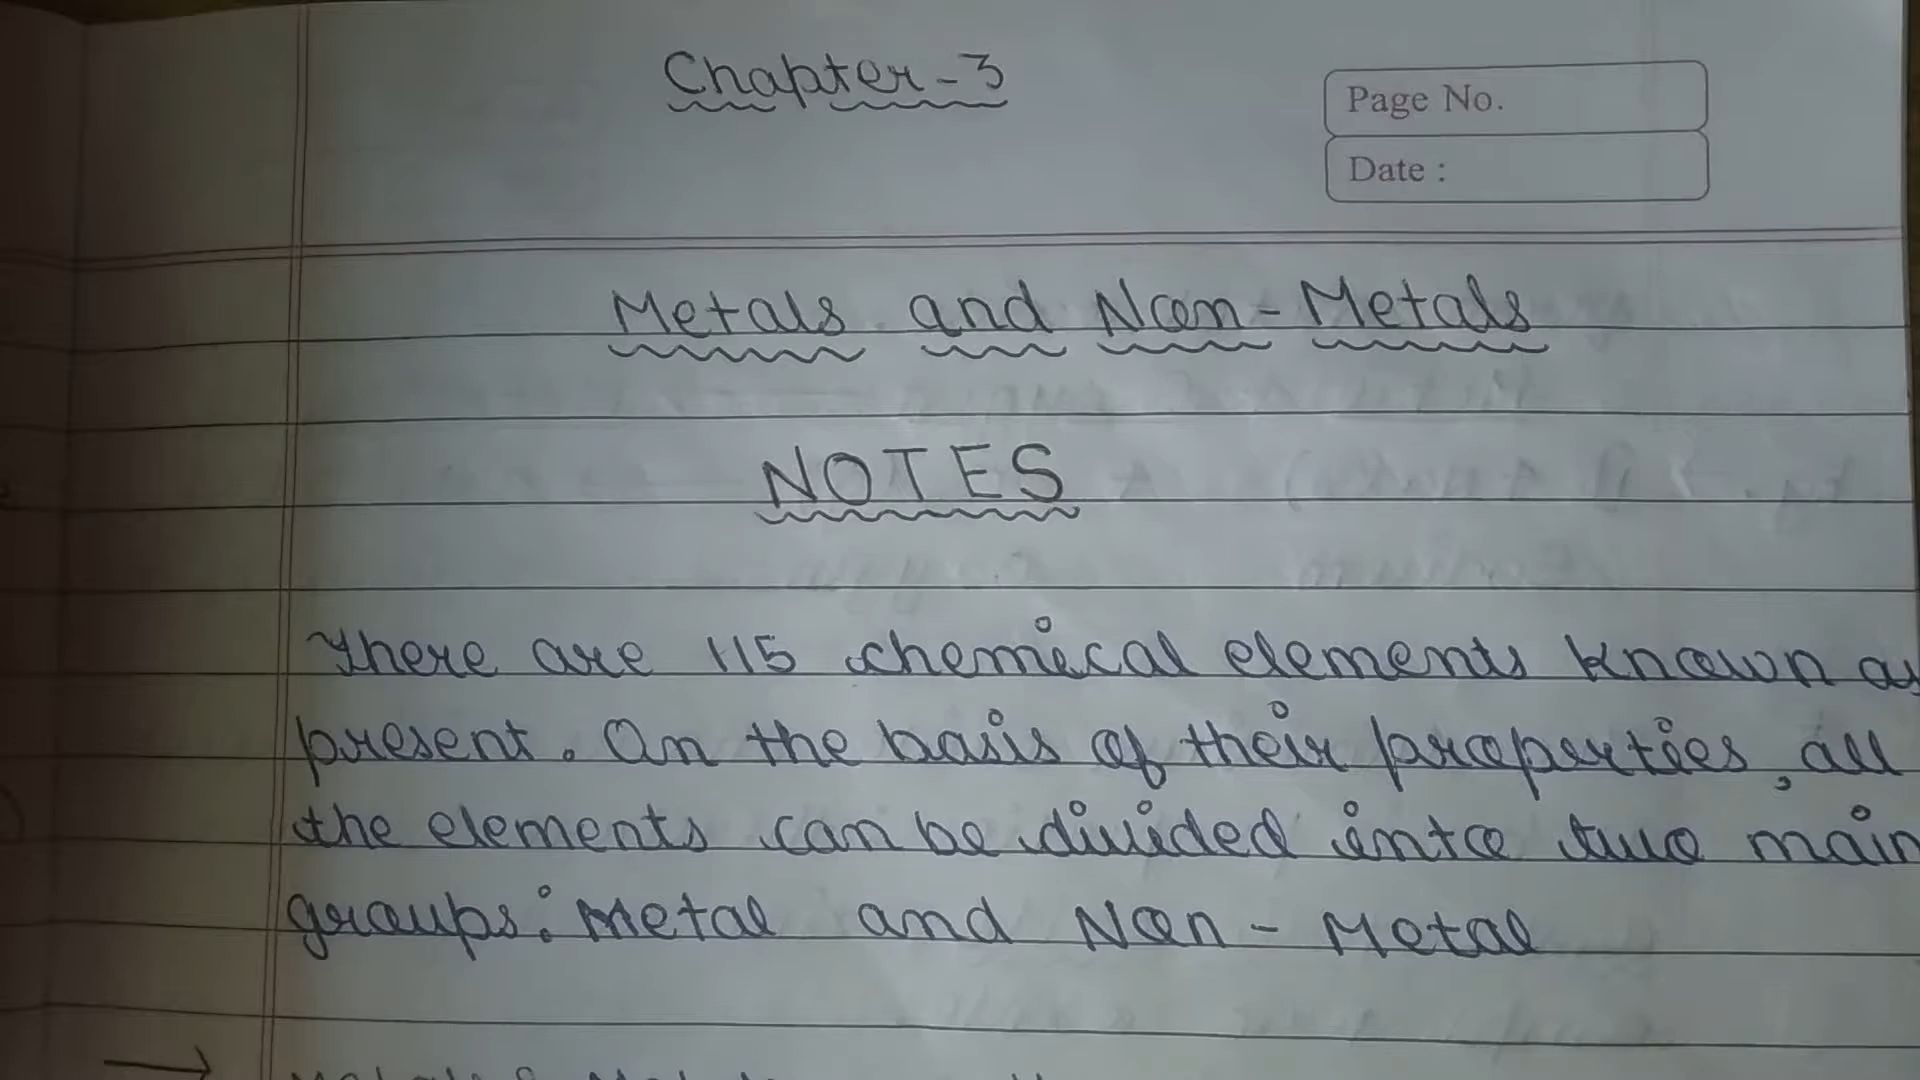 Chapter-3
Page No.
Date :
Metals and Non-Metals
NOTES
There are 115 chemical elements known as
present. On the basis of their properties, all
the elements can be divided into two main
groups: Metal and Non - Metal